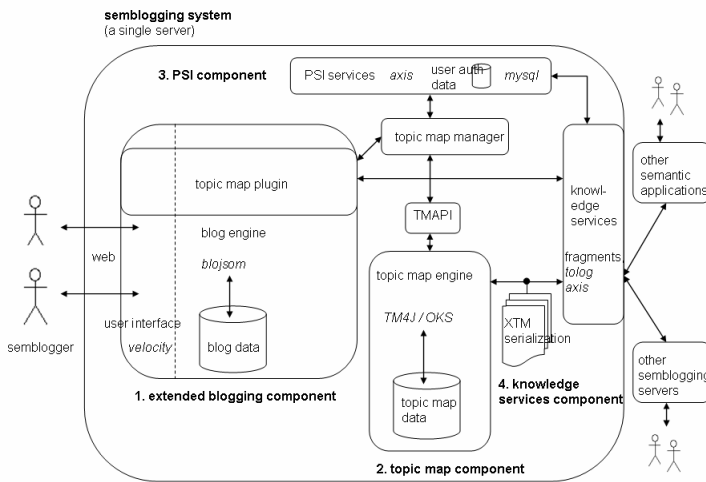 semblogging system
(a single server)
3. PSI component
PSI services axis user auth data mysql
topic map manager
topic map plugin
TMAPI
blog engine
blojsom
web
user interface
velocity
blog data
semblogger
1. extended blogging component
topic map engine
TM4J / OKS
topic map
data
2. topic map component
XTM
serialization
4. knowledge
services component
knowl-
edge
services
fragments,
tolog
axis
other
semantic
applications
other
semblogging
servers